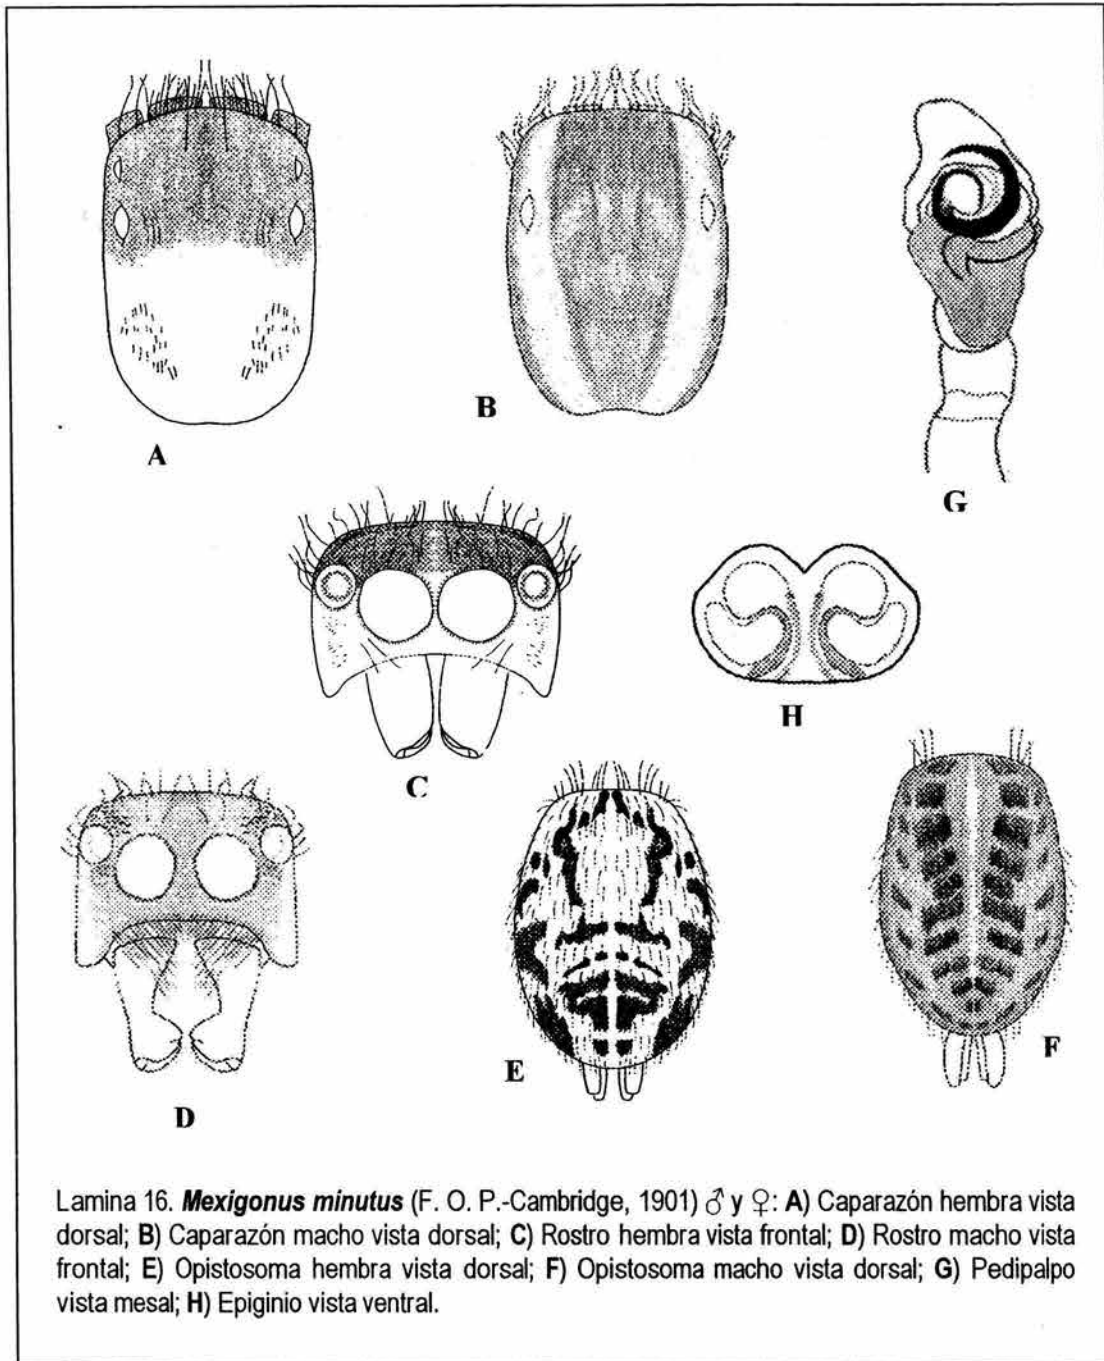 A
B
G
C
H
D
E
F
Lamina 16. Mexigonus minutus (F. O. P.-Cambridge, 1901) ♂ y ♀: A) Caparazón hembra vista
dorsal; B) Caparazón macho vista dorsal; C) Rostro hembra vista frontal; D) Rostro macho vista
frontal; E) Opistosoma hembra vista dorsal; F) Opistosoma macho vista dorsal; G) Pedipalpo
vista mesal; H) Epiginio vista ventral.